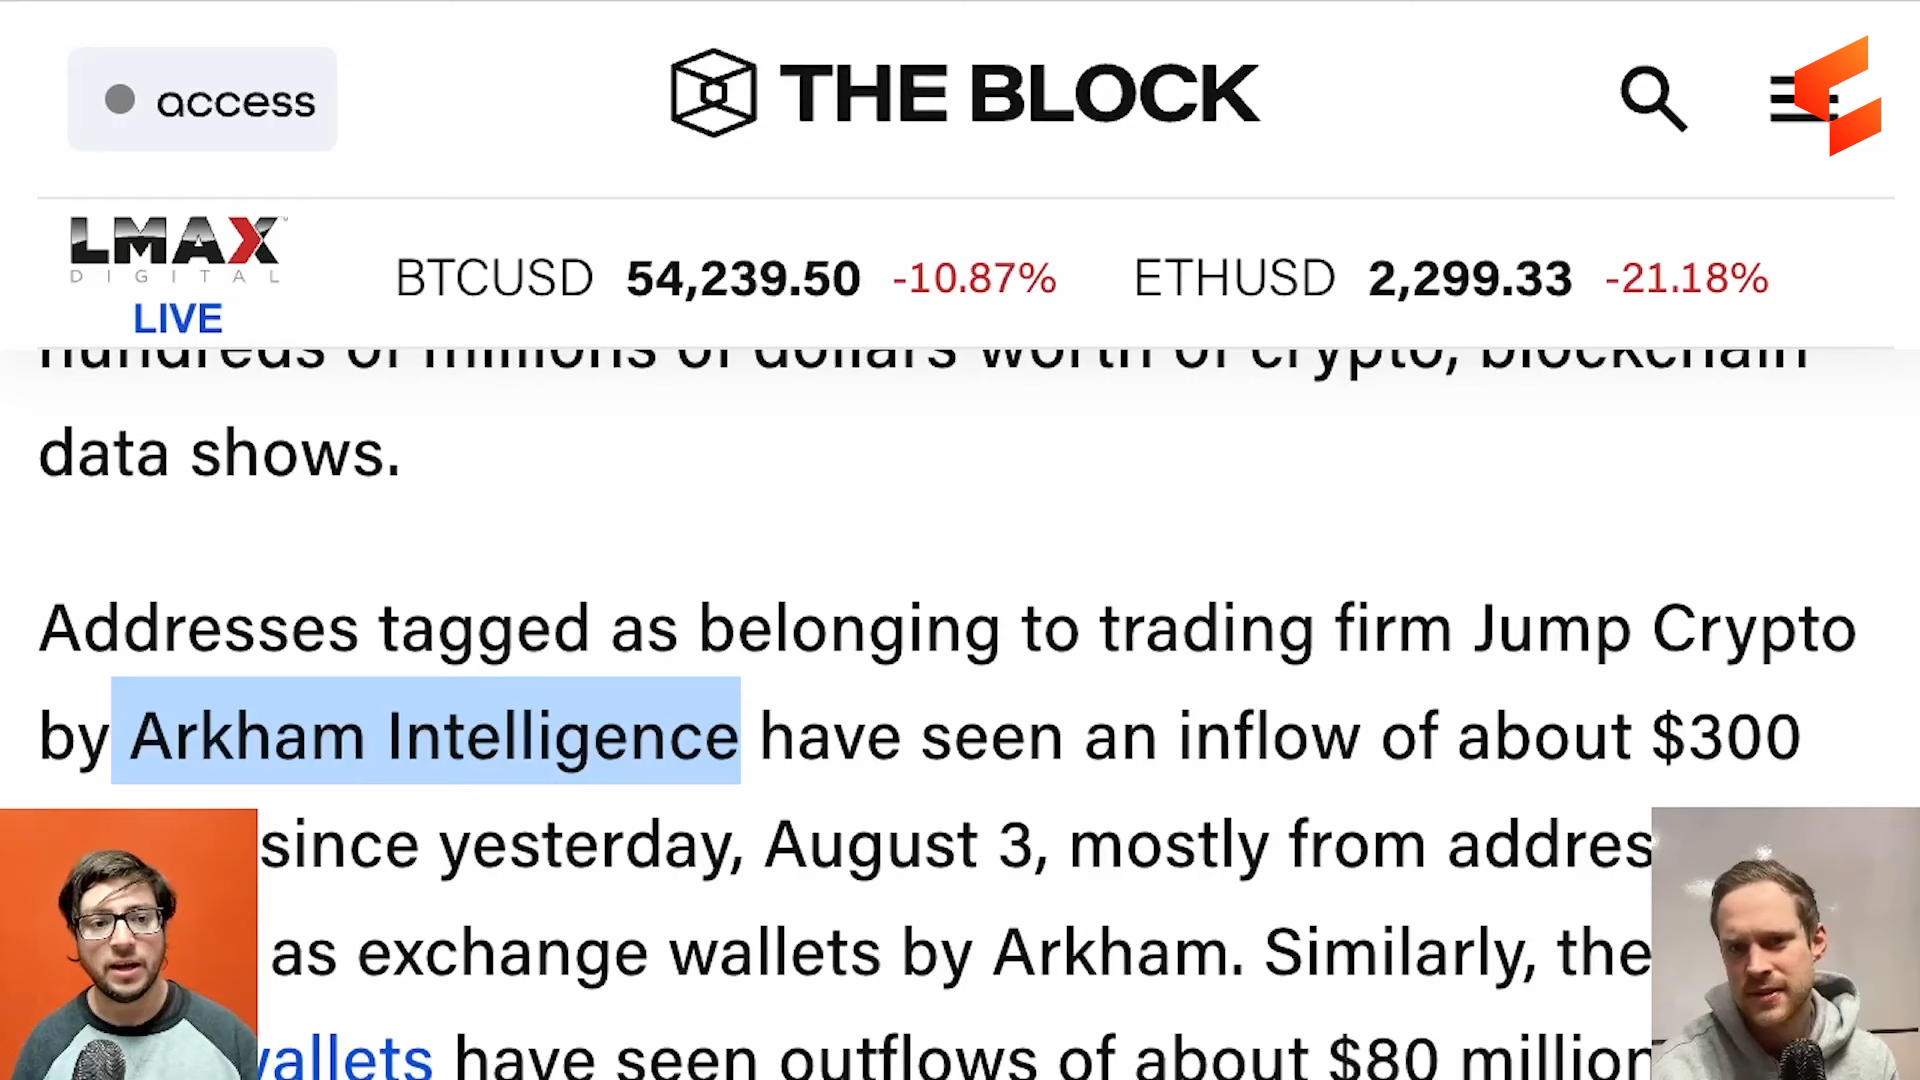 access
THE BLOCK
LMAX
DIGITAL
LIVE
BTCUSD 54,239.50 -10.87% ETHUSD 2,299.33 -21.18%
hundreds of millions of dollars worth of crypto, blockchain
data shows.
Addresses tagged as belonging to trading firm Jump Crypto
by Arkham Intelligence have seen an inflow of about $300
since yesterday, August 3, mostly from addres
as exchange wallets by Arkham. Similarly, the
wallets have seen outflows of about $80 million